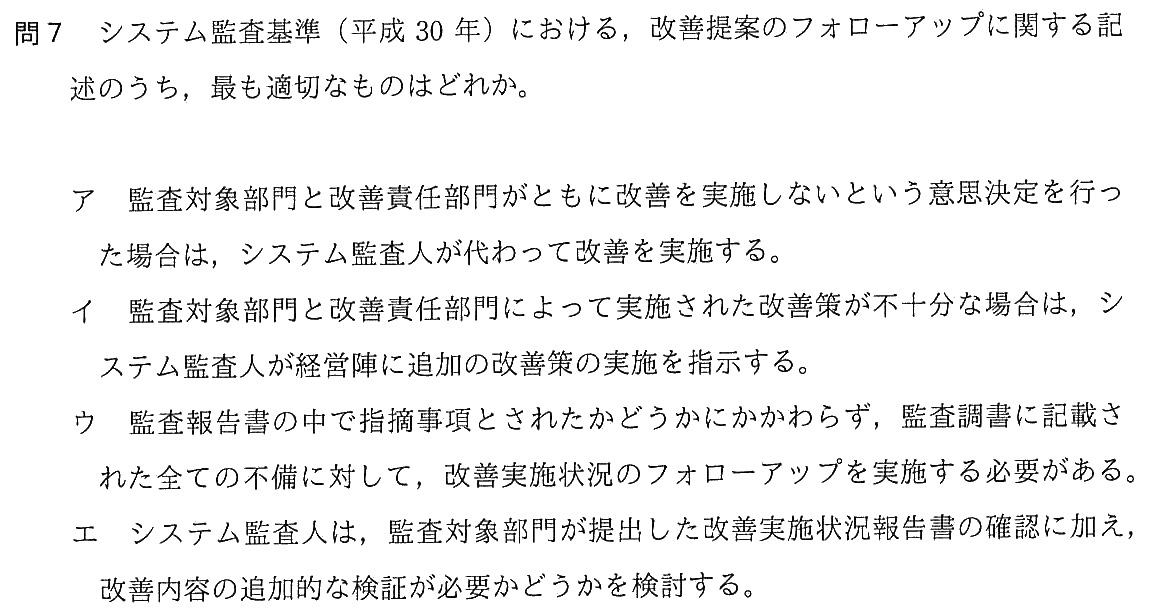 問7 システム監査基準（平成 30 年）における，改善提案のフォローアップに関する記
述のうち，最も適切なものはどれか。
ア 監査対象部門と改善責任部門がともに改善を実施しないという意思決定を行っ
た場合は，システム監査人が代わって改善を実施する。
イ 監査対象部門と改善責任部門によって実施された改善策が不十分な場合は，シ
ステム監査人が経営陣に追加の改善策の実施を指示する。
ウ 監査報告書の中で指摘事項とされたかどうかにかかわらず，監査調書に記載さ
れた全ての不備に対して，改善実施状況のフォローアップを実施する必要がある。
エ システム監査人は，監査対象部門が提出した改善実施状況報告書の確認に加え，
改善内容の追加的な検証が必要かどうかを検討する。